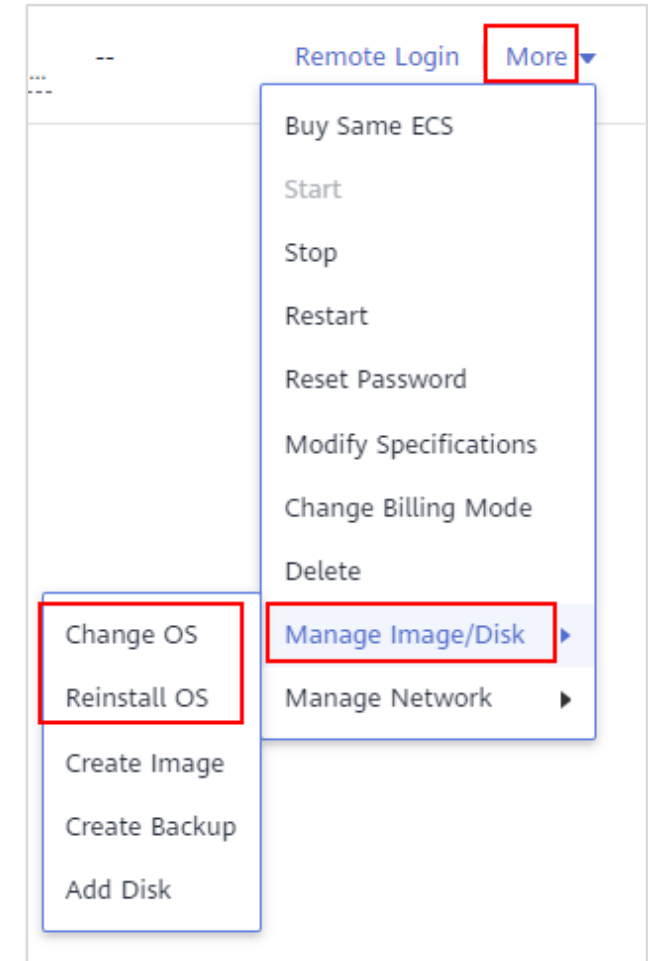 ...
---
-- Remote Login More
Buy Same ECS
Start
Stop
Restart
Reset Password
Modify Specifications
Change Billing Mode
Delete
Manage Image/Disk
Manage Network
Change OS
Reinstall OS
Create Image
Create Backup
Add Disk